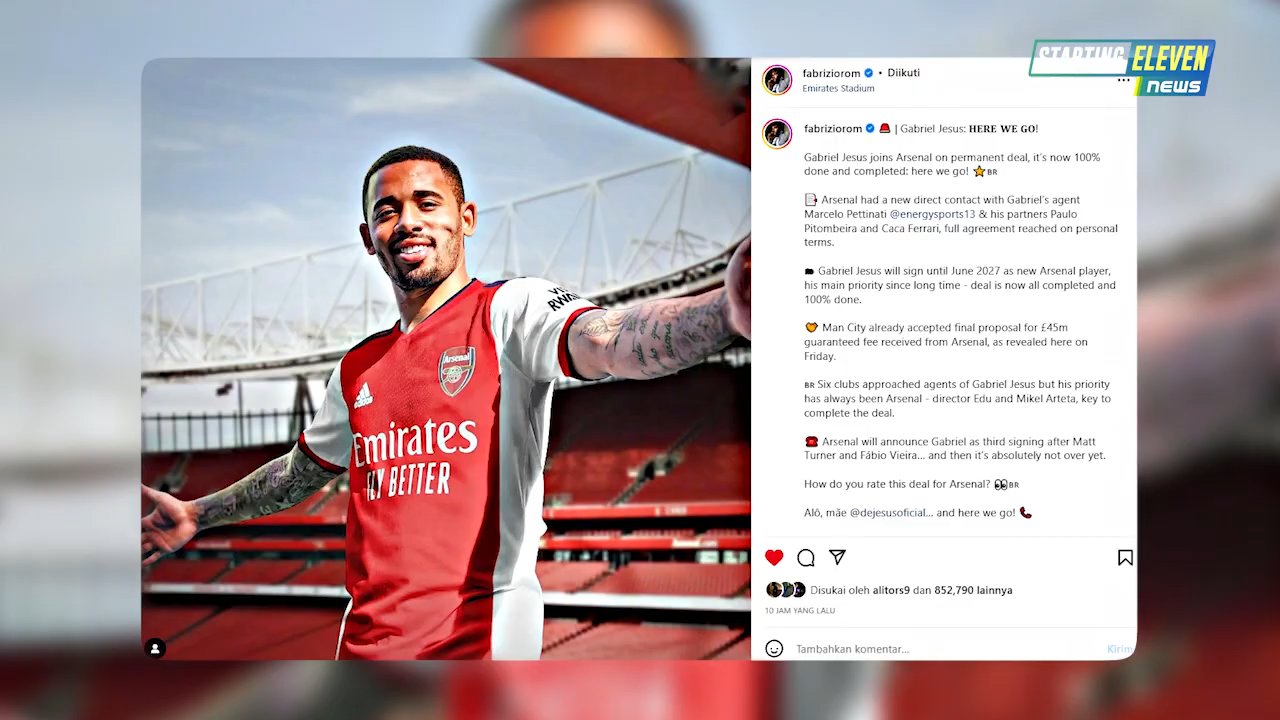 STARTING ELEVEN
NEWS
fabriziorom • Diikuti
Emirates Stadium
fabriziorom | Gabriel Jesus: HERE WE GO!
Gabriel Jesus joins Arsenal on permanent deal, it's now 100%
done and completed: here we go! ⭐BR
Arsenal had a new direct contact with Gabriel's agent
Marcelo Pettinati @energysports13 & his partners Paulo
Pitombeira and Caca Ferrari, full agreement reached on personal
terms.
Gabriel Jesus will sign until June 2027 as new Arsenal player,
his main priority since long time - deal is now all completed and
100% done.
Man City already accepted final proposal for £45m
guaranteed fee received from Arsenal, as revealed here on
Friday.
BR Six clubs approached agents of Gabriel Jesus but his priority
has always been Arsenal - director Edu and Mikel Arteta, key to
complete the deal.
Arsenal will announce Gabriel as third signing after Matt
Turner and Fábio Vieira... and then it's absolutely not over yet.
How do you rate this deal for Arsenal? 👀BR
Alô, mãe @dejesusoficial... and here we go!
Disukai oleh alitors9 dan 852,790 lainnya
10 JAM YANG LALU
Tambahkan komentar...
Kirim
Arsenal
adidas
Emirates
FLY BETTER